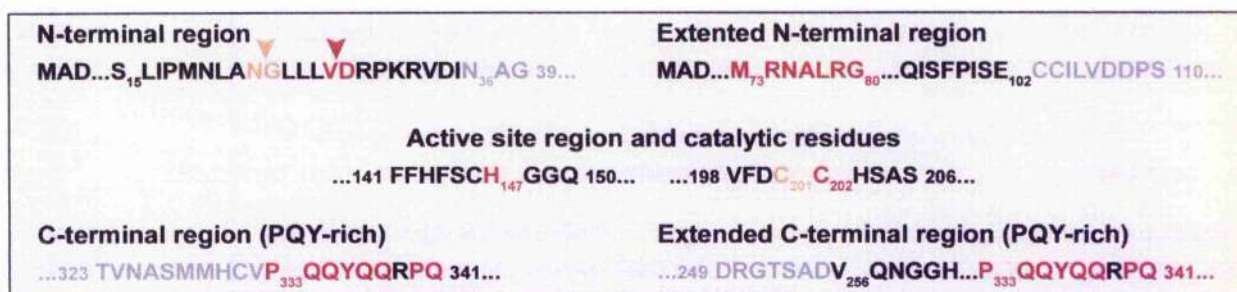 N-terminal region
MAD...S₁₅LIPMNLANGLLLVDRPKRVDIN₃₆AG 39...
Extented N-terminal region
MAD...M₇₃RNALRG₈₀...QISFPISE₁₀₂CCILVDDPS 110...
Active site region and catalytic residues
...141 FFHFSCH₁₄₇GGQ 150... ...198 VFDC₂₀₁C₂₀₂HSAS 206...
C-terminal region (PQY-rich)
...323 TVNASMMHCVP₃₃₃QQYQQRPQ 341...
Extended C-terminal region (PQY-rich)
...249 DRGTSADV₂₅₆QNGGH...P₃₃₃QQYQQRPQ 341...